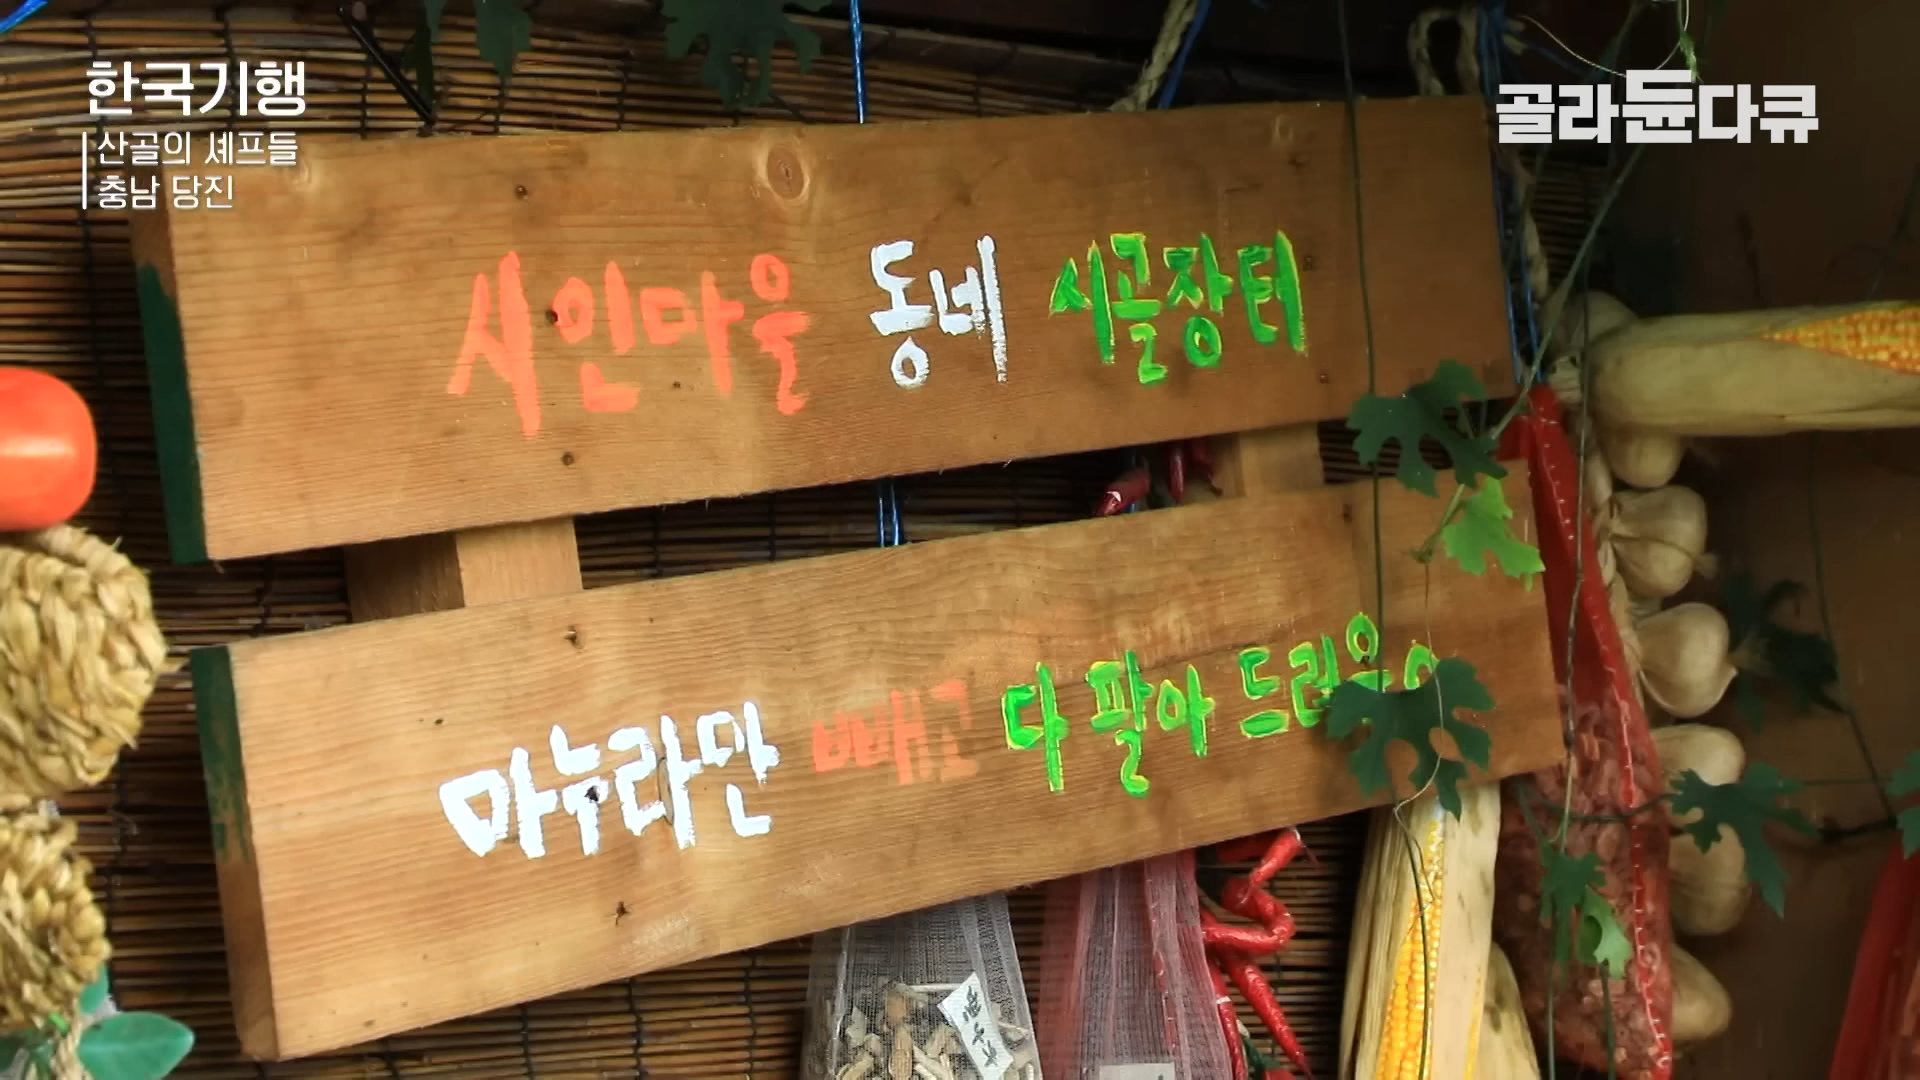 한국기행
산골의 셰프들
충남 당진
골라듄다큐
시인마을 동네 시골장터
마누라만 빼고 다 팔아